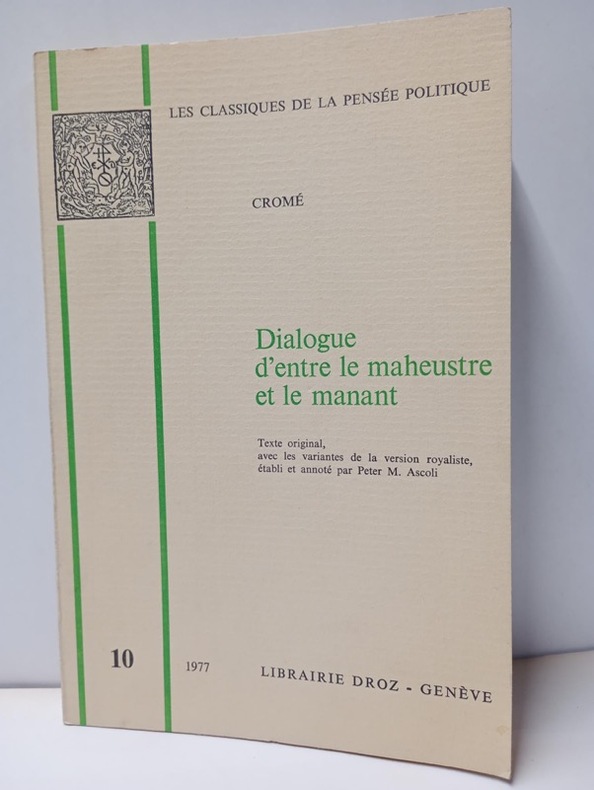 LES CLASSIQUES DE LA PENSÉE POLITIQUE
CROMÉ
Dialogue
d'entre le maheustre
et le manant
Texte original,
avec les variantes de la version royaliste,
établi et annoté par Peter M. Ascoli
10
1977
LIBRAIRIE DROZ - GENÈVE